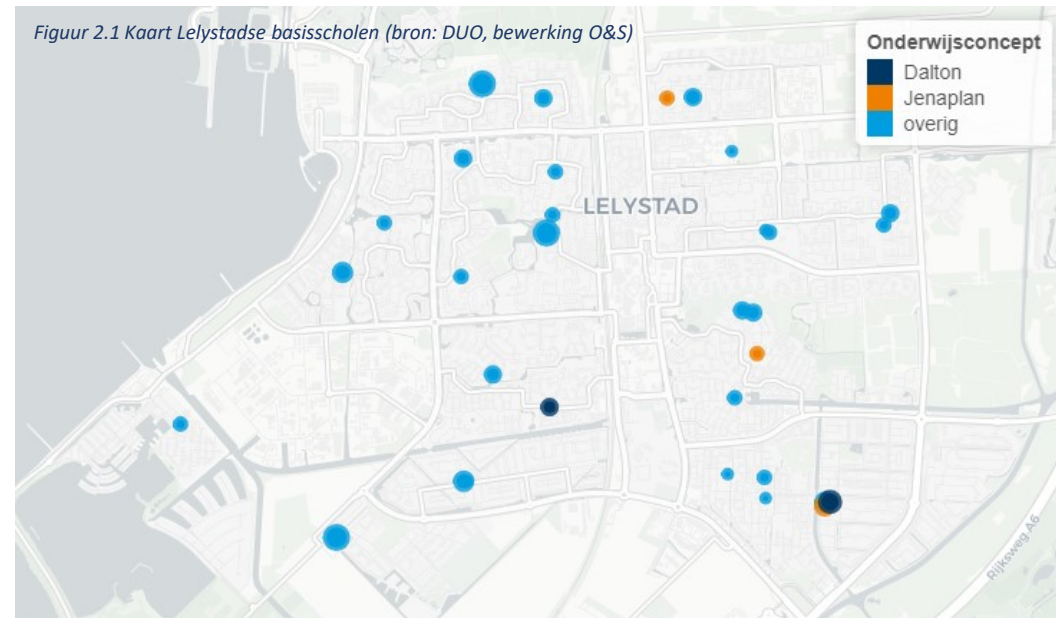 Figuur 2.1 Kaart Lelystadse basisscholen (bron: DUO, bewerking O&S)
Onderwijsconcept
Dalton
Jenaplan
overig
LELYSTAD
Rijksweg A6